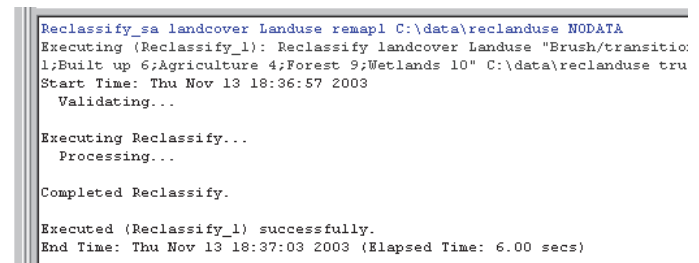 Reclassify_sa landcover Landuse remapl C:\data\reclanduse NODATA
Executing (Reclassify_1): Reclassify landcover Landuse "Brush/transitio
1;Built up 6;Agriculture 4;Forest 9;Wetlands 10" C:\data\reclanduse tru
Start Time: Thu Nov 13 18:36:57 2003
Validating...
Executing Reclassify...
Processing...
Completed Reclassify.
Executed (Reclassify_1) successfully.
End Time: Thu Nov 13 18:37:03 2003 (Elapsed Time: 6.00 secs)